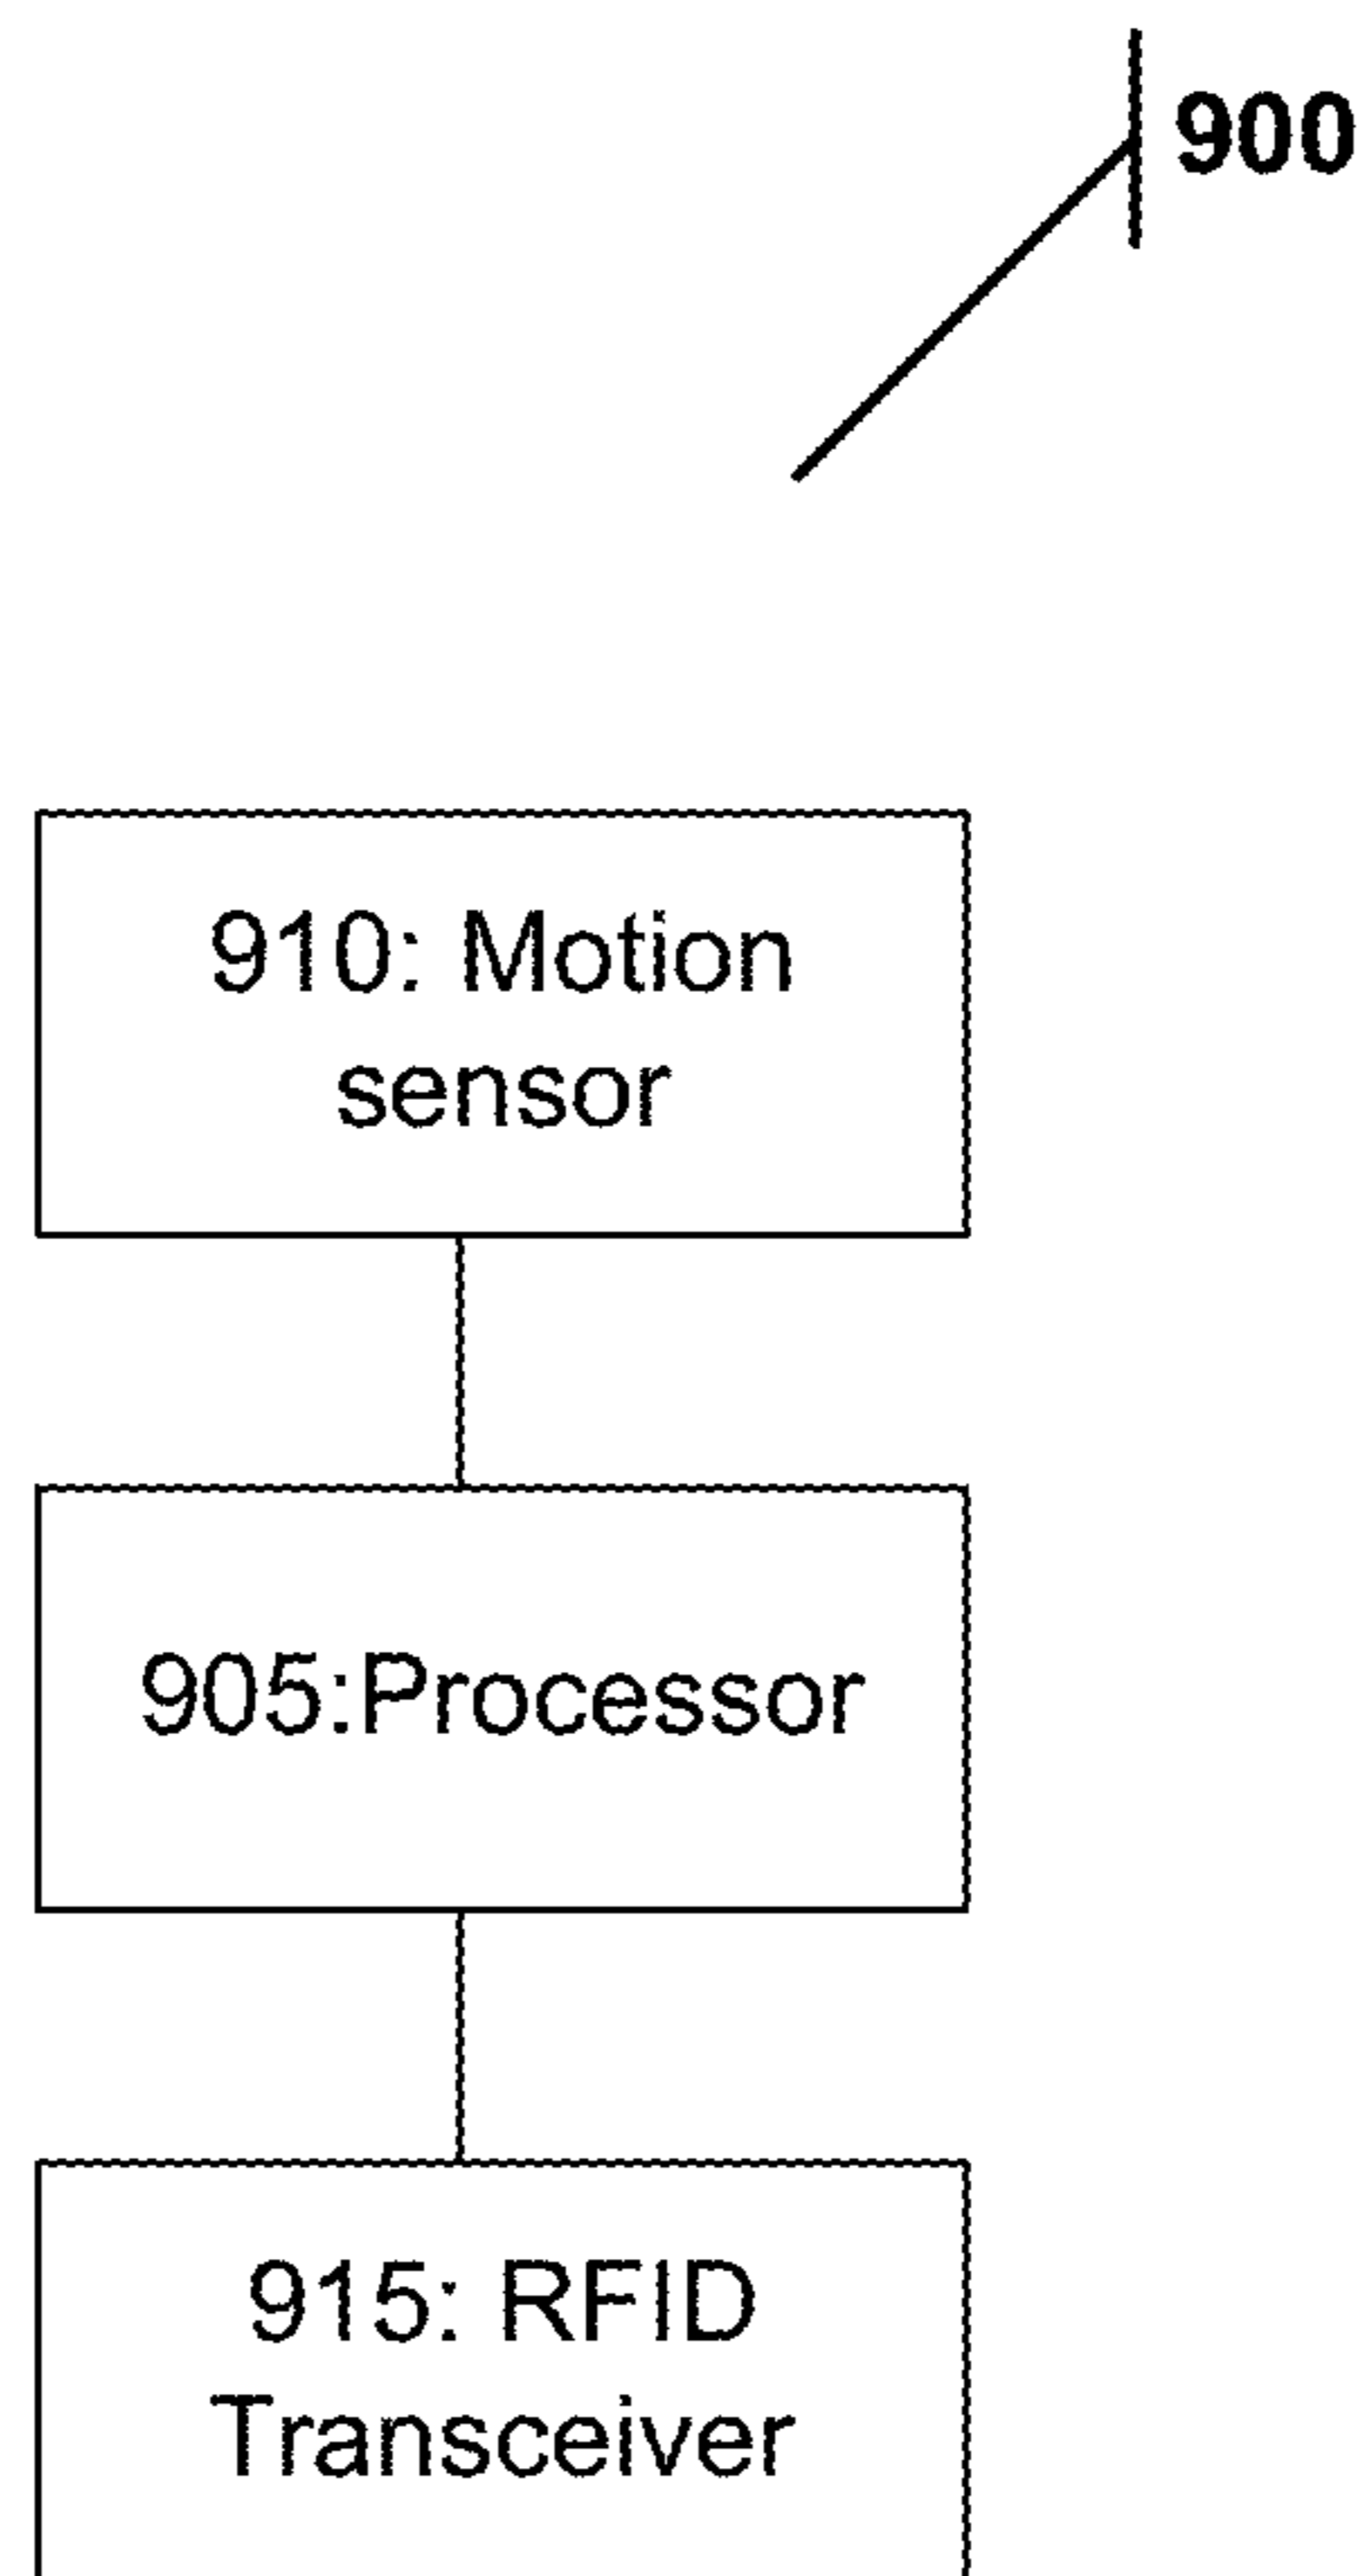 900
910: Motion
sensor
905:Processor
915: RFID
Transceiver